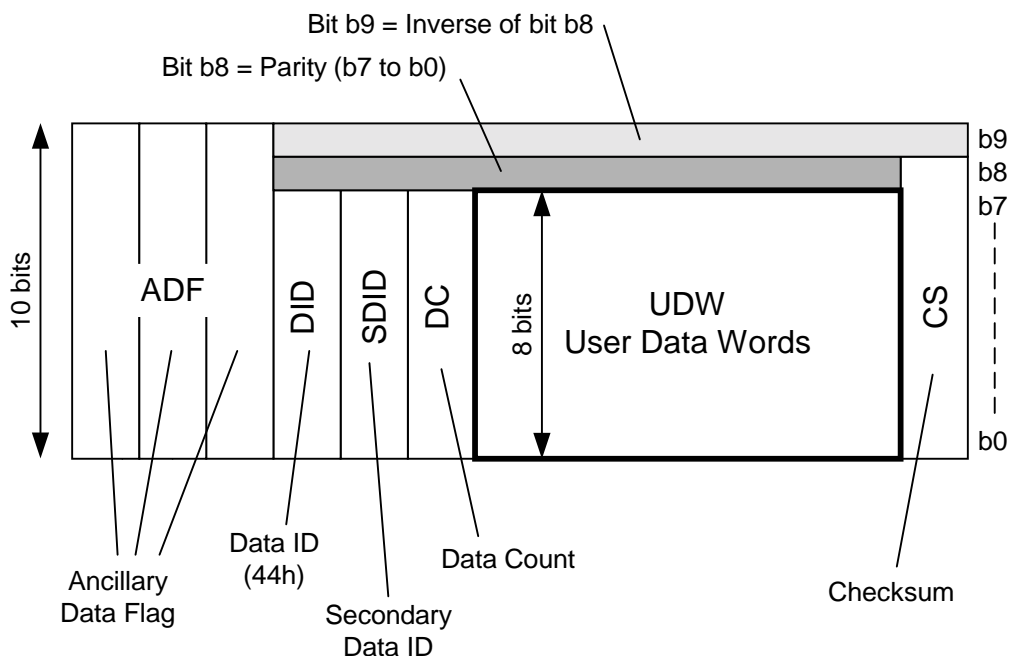 Bit b9 = Inverse of bit b8
Bit b8 = Parity (b7 to b0)
b9
b8
b7
b0
10 bits
ADF
DID
SDID
DC
8 bits
UDW
User Data Words
CS
Ancillary
Data Flag
Data ID
(44h)
Secondary
Data ID
Data Count
Checksum